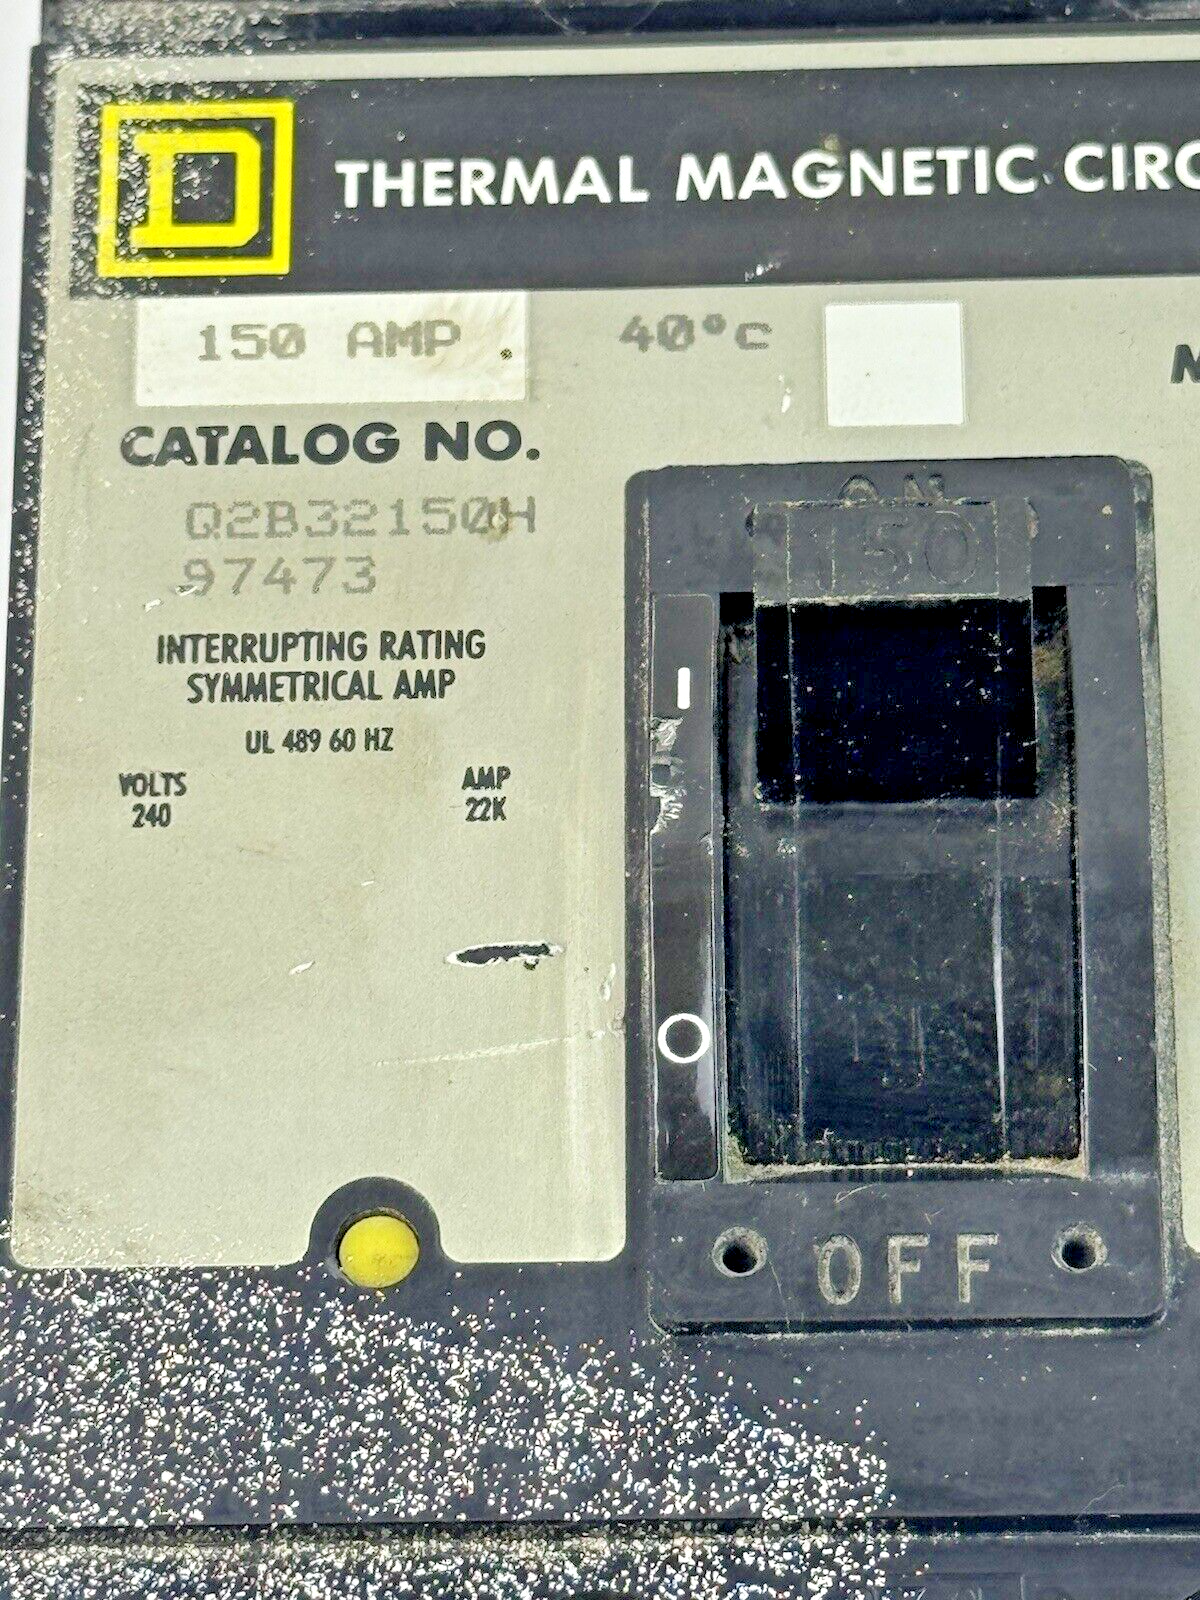 D
THERMAL MAGNETIC CIRC
150 AMP
40°C
M
CATALOG NO.
Q2B32150H
97473
INTERRUPTING RATING
SYMMETRICAL AMP
UL 489 60 HZ
VOLTS AMP
240 22K
ON
150
I
O
OFF